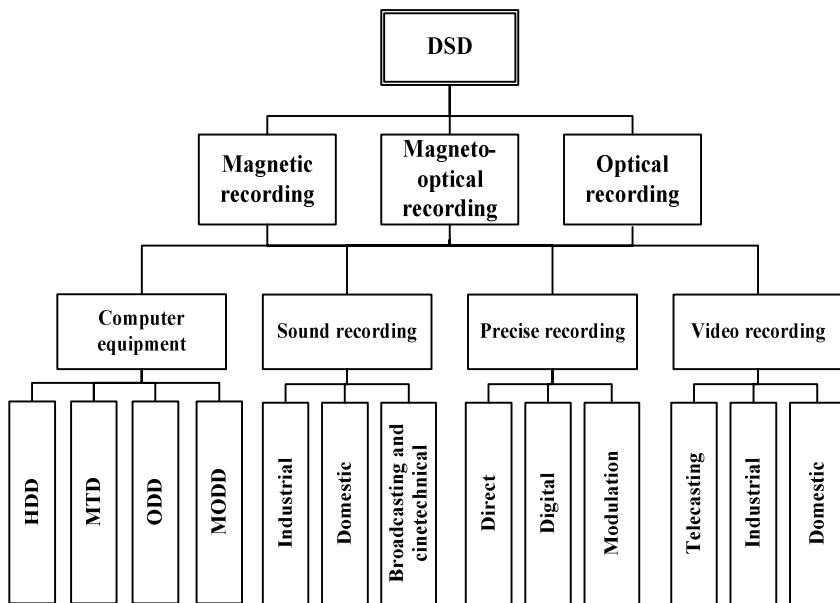 DSD
Magnetic
recording
Magneto-
optical
recording
Optical
recording
Computer
equipment
Sound recording
Precise recording
Video recording
HDD
MTD
ODD
MODD
Industrial
Domestic
Broadcasting and
cinetechnical
Direct
Digital
Modulation
Telecasting
Industrial
Domestic